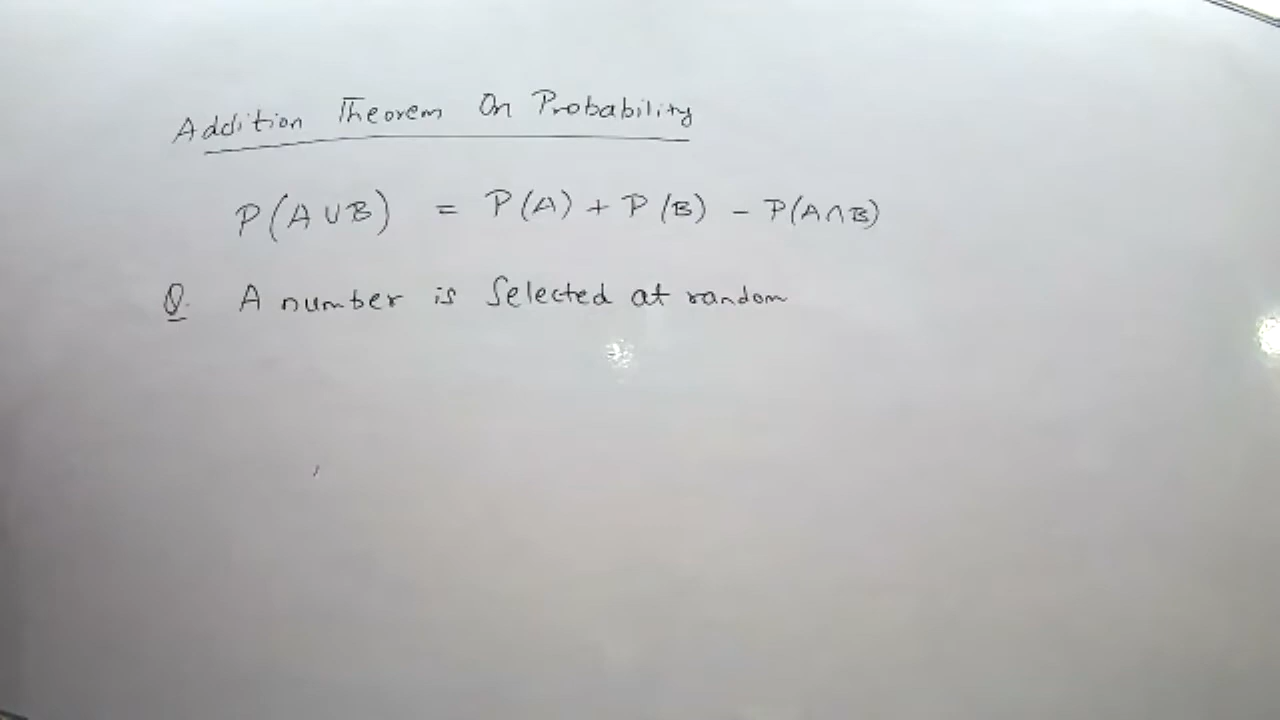 Addition Theorem On Probability
P(A∪B) = P(A) + P(B) - P(A∩B)
Q. A number is Selected at random